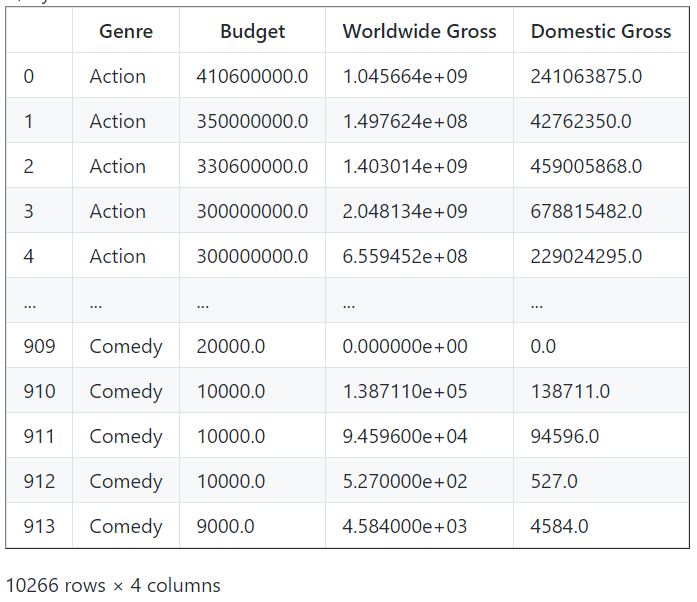 Genre Budget Worldwide Gross Domestic Gross
0 Action 410600000.0 1.045664e+09 241063875.0
1 Action 350000000.0 1.497624e+08 42762350.0
2 Action 330600000.0 1.403014e+09 459005868.0
3 Action 300000000.0 2.048134e+09 678815482.0
4 Action 300000000.0 6.559452e+08 229024295.0
... ... ... ... ...
909 Comedy 20000.0 0.000000e+00 0.0
910 Comedy 10000.0 1.387110e+05 138711.0
911 Comedy 10000.0 9.459600e+04 94596.0
912 Comedy 10000.0 5.270000e+02 527.0
913 Comedy 9000.0 4.584000e+03 4584.0
10266 rows × 4 columns